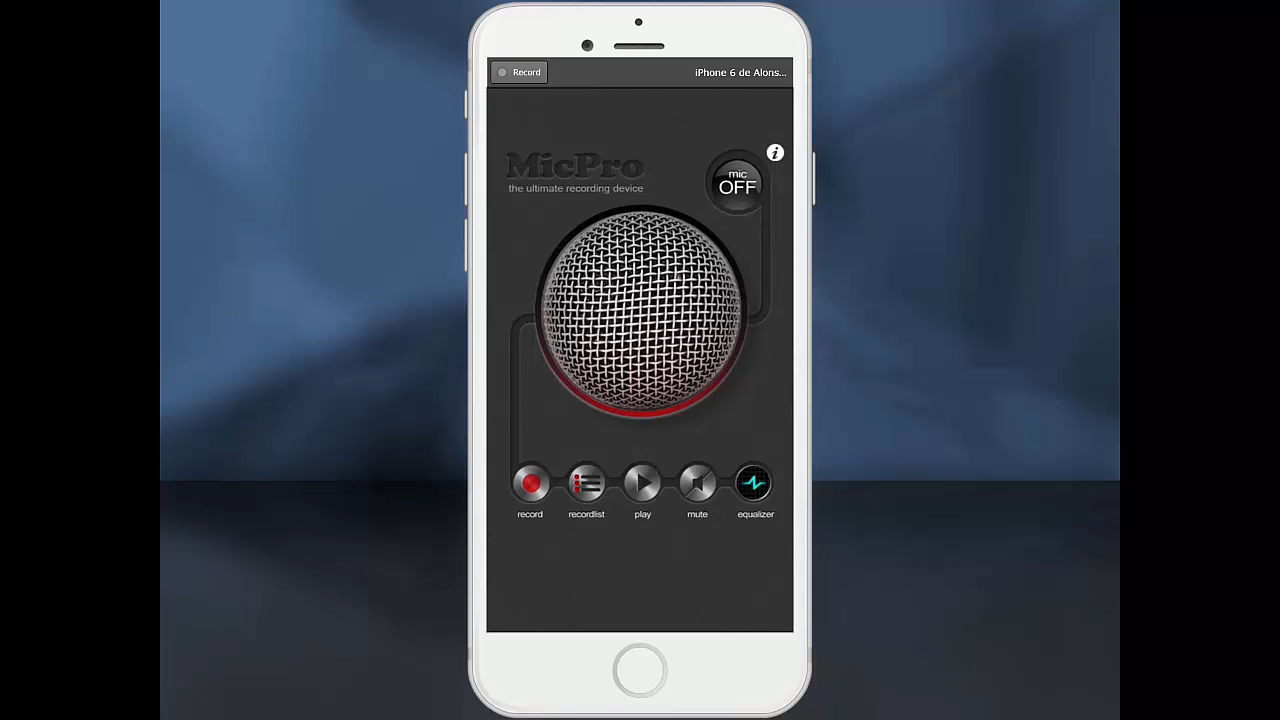 Record
iPhone 6 de Alons...
MicPro
the ultimate recording device
i
mic
OFF
record
recordlist
play
mute
equalizer